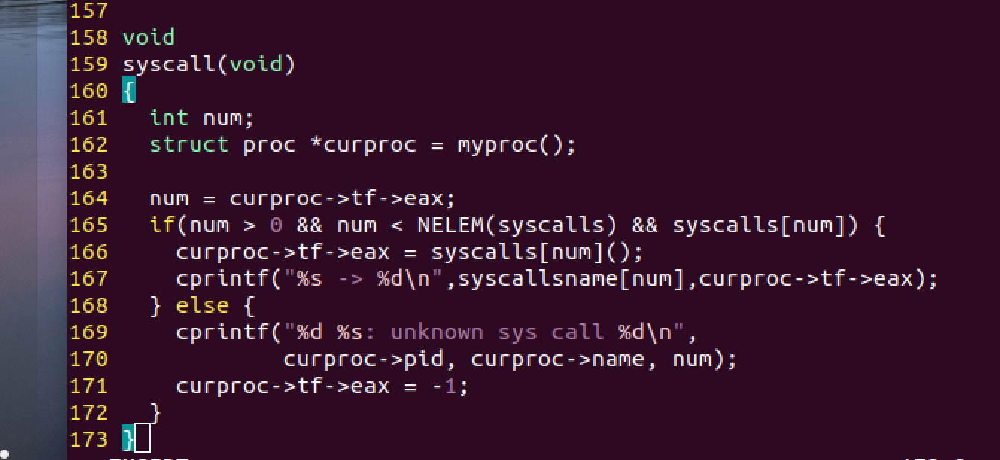 157
158 void
159 syscall(void)
160 {
161   int num;
162   struct proc *curproc = myproc();
163
164   num = curproc->tf->eax;
165   if(num > 0 && num < NELEM(syscalls) && syscalls[num]) {
166     curproc->tf->eax = syscalls[num]();
167     cprintf("%s -> %d\n",syscallsname[num],curproc->tf->eax);
168   } else {
169     cprintf("%d %s: unknown sys call %d\n",
170             curproc->pid, curproc->name, num);
171     curproc->tf->eax = -1;
172   }
173 }